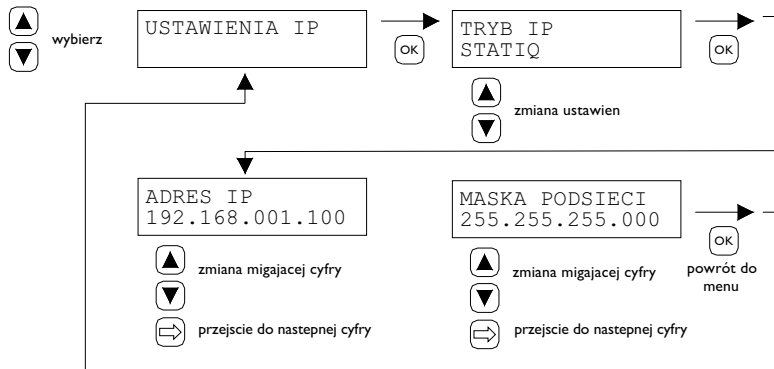 wybierz
USTAWIENIA IP
OK
TRYB IP
STATIQ
OK
zmiana ustawien
ADRES IP
192.168.001.100
MASKA PODSIECI
255.255.255.000
OK
powrót do
menu
zmiana migajacej cyfry
przejscie do nastepnej cyfry
zmiana migajacej cyfry
przejscie do nastepnej cyfry